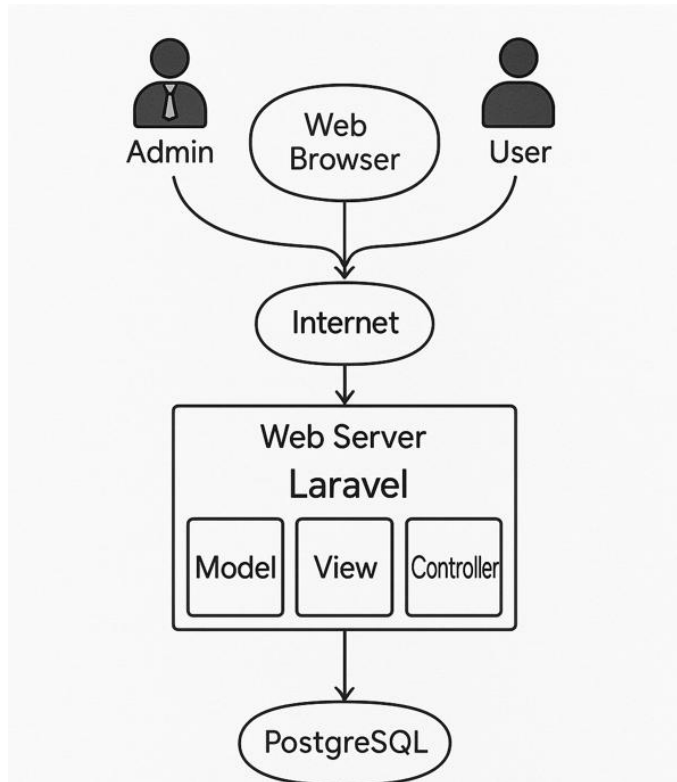 Admin
Web
Browser
User
Internet
Web Server
Laravel
Model
View
Controller
PostgreSQL